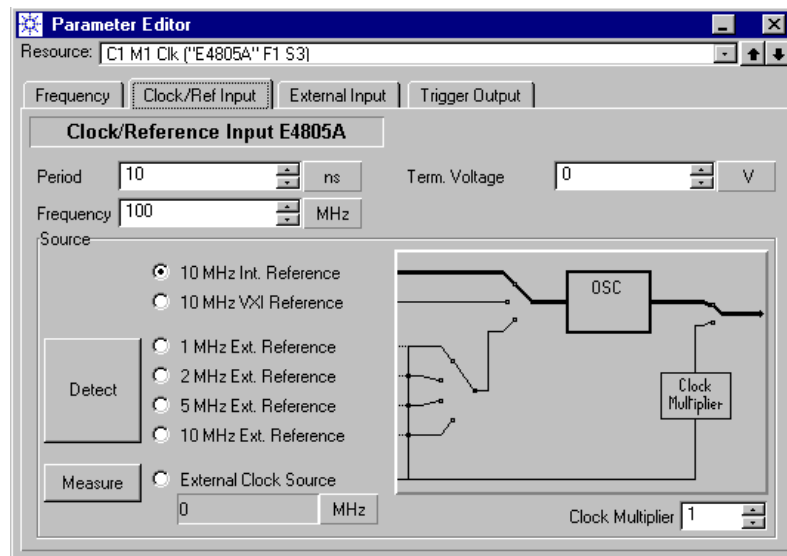 Parameter Editor
Resource: C1 M1 Clk ("E4805A" F1 S3)
Frequency Clock/Ref Input External Input Trigger Output
Clock/Reference Input E4805A
Period 10 ns Term. Voltage 0 V
Frequency 100 MHz
Source
10 MHz Int. Reference
10 MHz VXI Reference
OSC
Detect
1 MHz Ext. Reference
2 MHz Ext. Reference
5 MHz Ext. Reference
10 MHz Ext. Reference
Clock
Multiplier
Measure
External Clock Source
0 MHz
Clock Multiplier 1